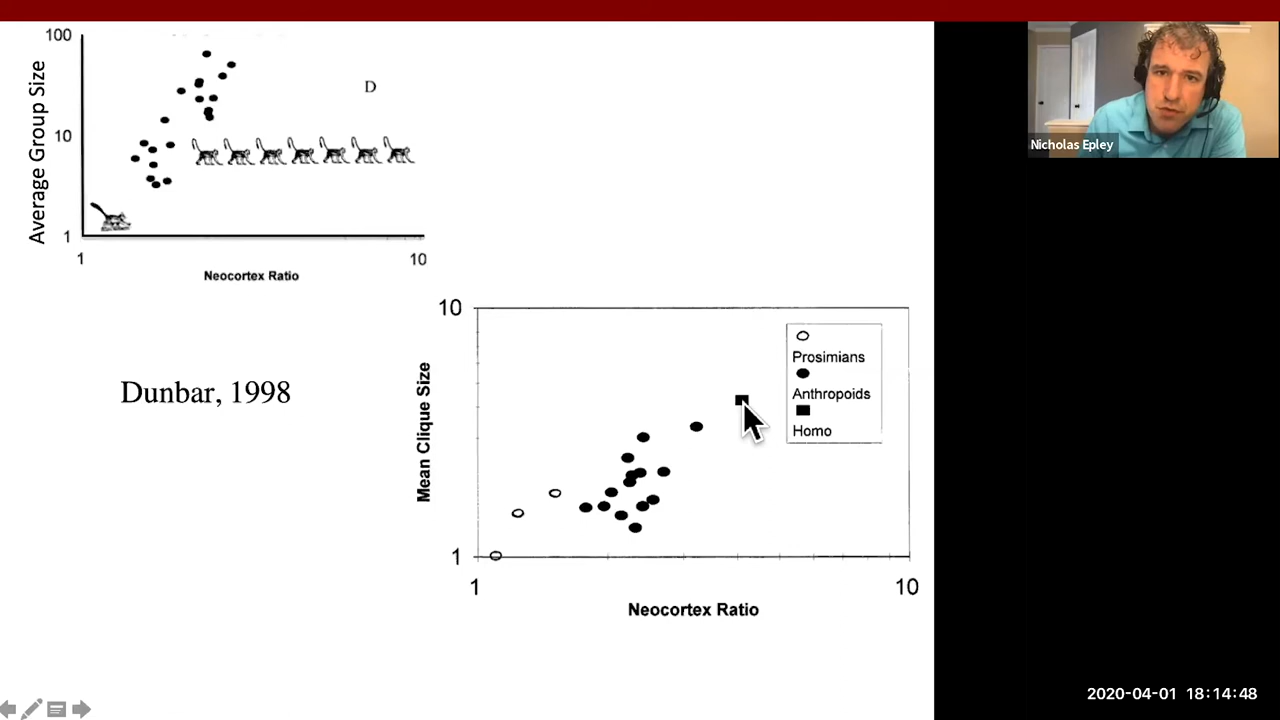 100
Average Group Size
D
10
1
1
10
Neocortex Ratio
Nicholas Epley
Dunbar, 1998
10
Mean Clique Size
Prosimians
Anthropoids
Homo
1
1
10
Neocortex Ratio
2020-04-01 18:14:48